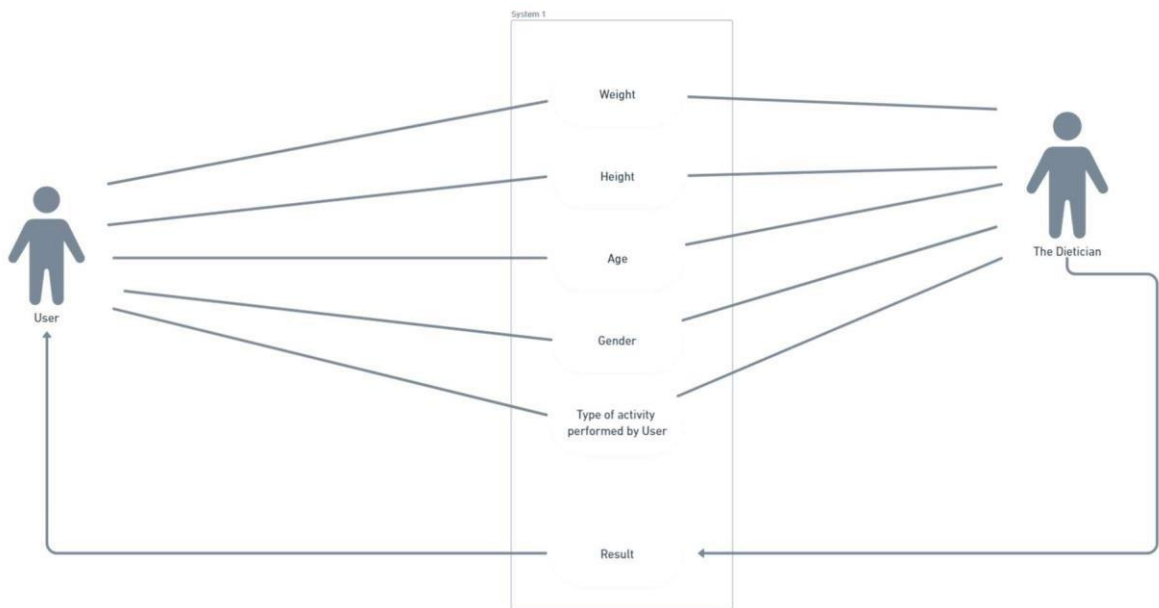 System 1
Weight
Height
The Dietician
Age
User
Gender
Type of activity
performed by User
Result